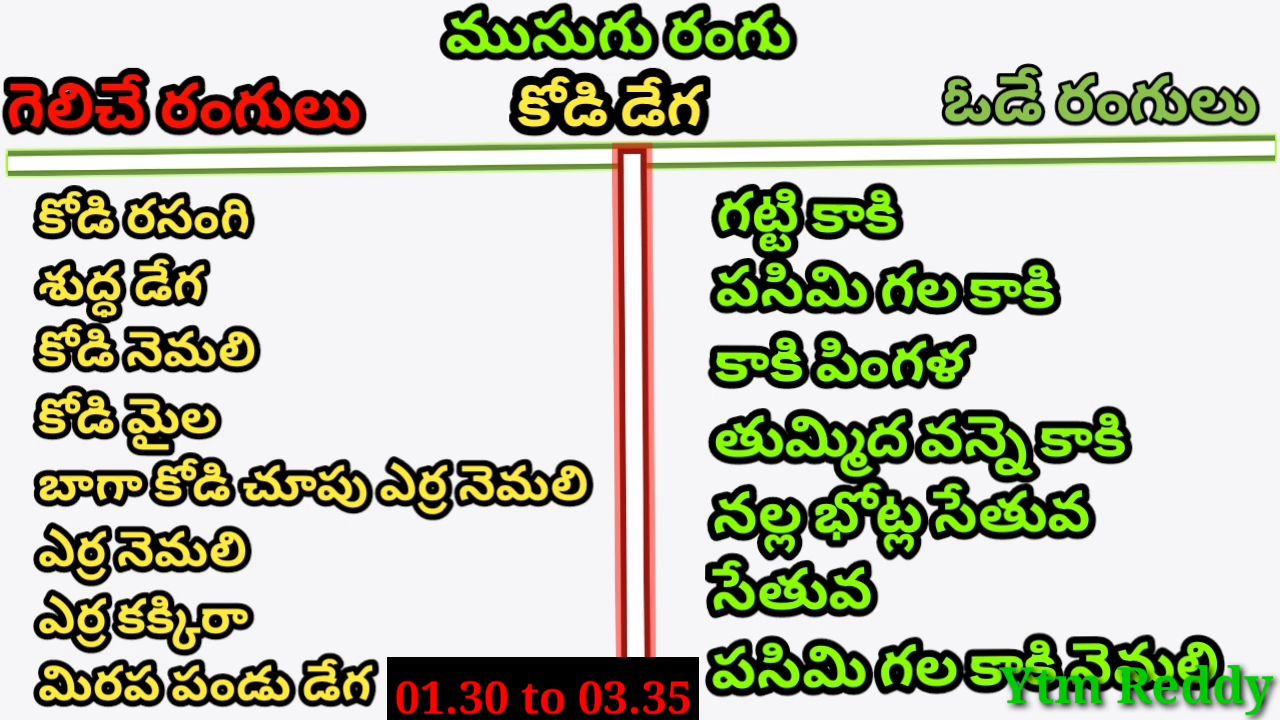 ముసుగు రంగు
గెలిచే రంగులు
కోడి డేగ
ఓడే రంగులు
కోడి రసంగి
శుద్ధ డేగ
కోడి నెమలి
కోడి మైల
బాగా కోడి చూపు ఎర్ర నెమలి
ఎర్ర నెమలి
ఎర్ర కక్కిరా
మిరప పండు డేగ
గట్టి కాకి
పసిమి గల కాకి
కాకి పింగళ
తుమ్మిద వన్నె కాకి
నల్ల భోట్ల సేతువ
సేతువ
పసిమి గల కాకి నెమలి
01.30 to 03.35
Ytm Reddy